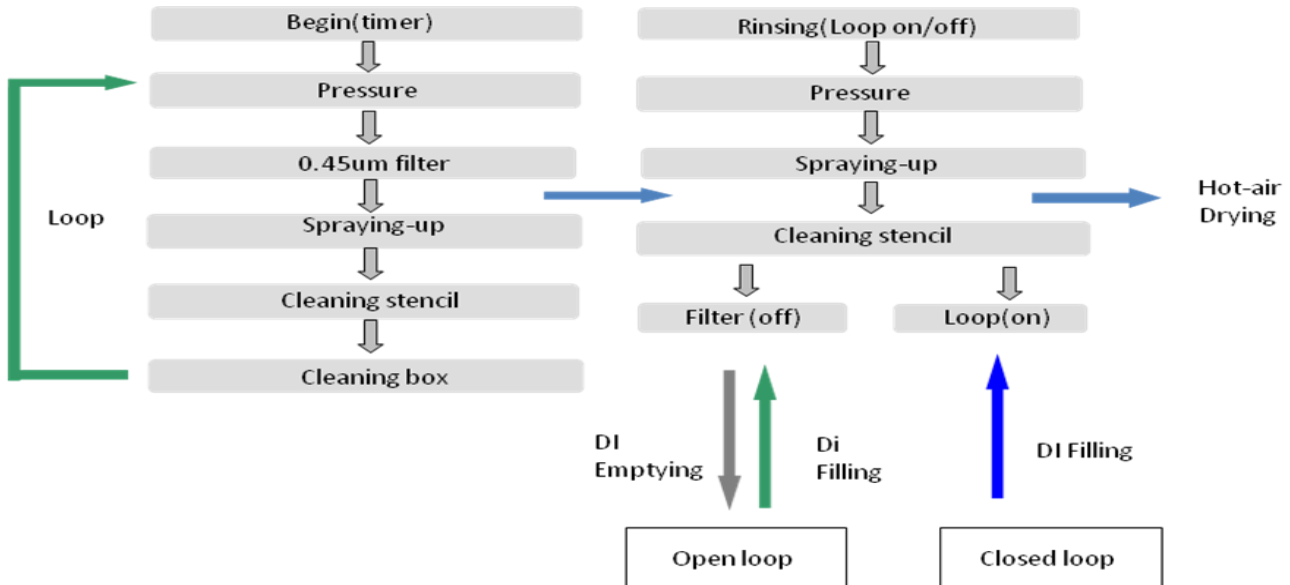 Begin(timer)
Pressure
0.45um filter
Spraying-up
Cleaning stencil
Cleaning box
Loop
Rinsing(Loop on/off)
Pressure
Spraying-up
Cleaning stencil
Filter (off)
Loop(on)
Hot-air
Drying
DI
Emptying
Di
Filling
DI Filling
Open loop
Closed loop